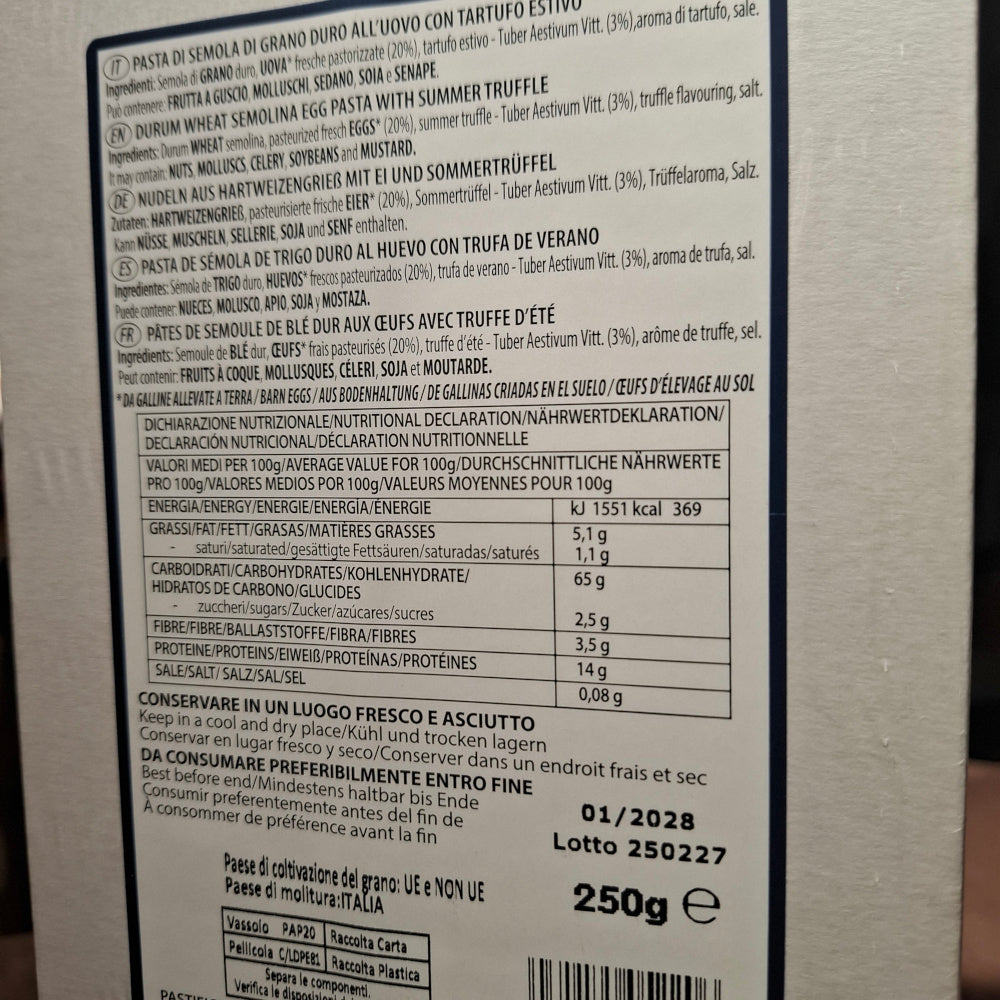 IT PASTA DI SEMOLA DI GRANO DURO ALL'UOVO CON TARTUFO ESTIVO
Ingredienti: Semola di GRANO duro, UOVA* fresche pastorizzate (20%), tartufo estivo - Tuber Aestivum Vitt. (3%),aroma di tartufo, sale.
Può contenere: FRUTTA A GUSCIO, MOLLUSCHI, SEDANO, SOIA e SENAPE.
EN DURUM WHEAT SEMOLINA EGG PASTA WITH SUMMER TRUFFLE
Ingredients: Durum WHEAT semolina, pasteurized fresch EGGS* (20%), summer truffle - Tuber Aestivum Vitt. (3%), truffle flavouring, salt.
It may contain: NUTS, MOLLUSCS, CELERY, SOYBEANS and MUSTARD.
DE NUDELN AUS HARTWEIZENGRIEß MIT EI UND SOMMERTRÜFFEL
Zutaten: HARTWEIZENGRIEß, pasteurisierte frische EIER* (20%), Sommertrüffel - Tuber Aestivum Vitt. (3%), Trüffelaroma, Salz.
Kann NÜSSE, MUSCHELN, SELLERIE, SOJA und SENF enthalten.
ES PASTA DE SÉMOLA DE TRIGO DURO AL HUEVO CON TRUFA DE VERANO
Ingredientes: Sémola de TRIGO duro, HUEVOS* frescos pasteurizados (20%), trufa de verano - Tuber Aestivum Vitt. (3%), aroma de trufa, sal.
Puede contener: NUECES, MOLUSCO, APIO, SOJA y MOSTAZA.
FR PÂTES DE SEMOULE DE BLÉ DUR AUX ŒUFS AVEC TRUFFE D'ÉTÉ
Ingrédients: Semoule de BLÉ dur, ŒUFS* frais pasteurisés (20%), truffe d'été - Tuber Aestivum Vitt. (3%), arôme de truffe, sel.
Peut contenir: FRUITS À COQUE, MOLLUSQUES, CÉLERI, SOJA et MOUTARDE.
*DA GALLINE ALLEVATE A TERRA / BARN EGGS / AUS BODENHALTUNG / DE GALLINAS CRIADAS EN EL SUELO / ŒUFS D'ÉLEVAGE AU SOL
DICHIARAZIONE NUTRIZIONALE/NUTRITIONAL DECLARATION/NÄHRWERTDEKLARATION/
DECLARACIÓN NUTRICIONAL/DÉCLARATION NUTRITIONNELLE
VALORI MEDI PER 100g/AVERAGE VALUE FOR 100g/DURCHSCHNITTLICHE NÄHRWERTE
PRO 100g/VALORES MEDIOS POR 100g/VALEURS MOYENNES POUR 100g
ENERGIA/ENERGY/ENERGIE/ENERGÍA/ÉNERGIE kJ 1551 kcal 369
GRASSI/FAT/FETT/GRASAS/MATIÈRES GRASSES 5,1 g
- saturi/saturated/gesättigte Fettsäuren/saturadas/saturés 1,1 g
CARBOIDRATI/CARBOHYDRATES/KOHLENHYDRATE/ 65 g
HIDRATOS DE CARBONO/GLUCIDES
- zuccheri/sugars/Zucker/azúcares/sucres 2,5 g
FIBRE/FIBRE/BALLASTSTOFFE/FIBRA/FIBRES 3,5 g
PROTEINE/PROTEINS/EIWEIß/PROTEÍNAS/PROTÉINES 14 g
SALE/SALT/ SALZ/SAL/SEL 0,08 g
CONSERVARE IN UN LUOGO FRESCO E ASCIUTTO
Keep in a cool and dry place/Kühl und trocken lagern
Conservar en lugar fresco y seco/Conserver dans un endroit frais et sec
DA CONSUMARE PREFERIBILMENTE ENTRO FINE
Best before end/Mindestens haltbar bis Ende
Consumir preferentemente antes del fin de
À consommer de préférence avant la fin
01/2028
Lotto 250227
Paese di coltivazione del grano: UE e NON UE
Paese di molitura:ITALIA
250g e
Vassoio PAP20 Raccolta Carta
Pellicola C/LDPE81 Raccolta Plastica
Separa le componenti.
Verifica le